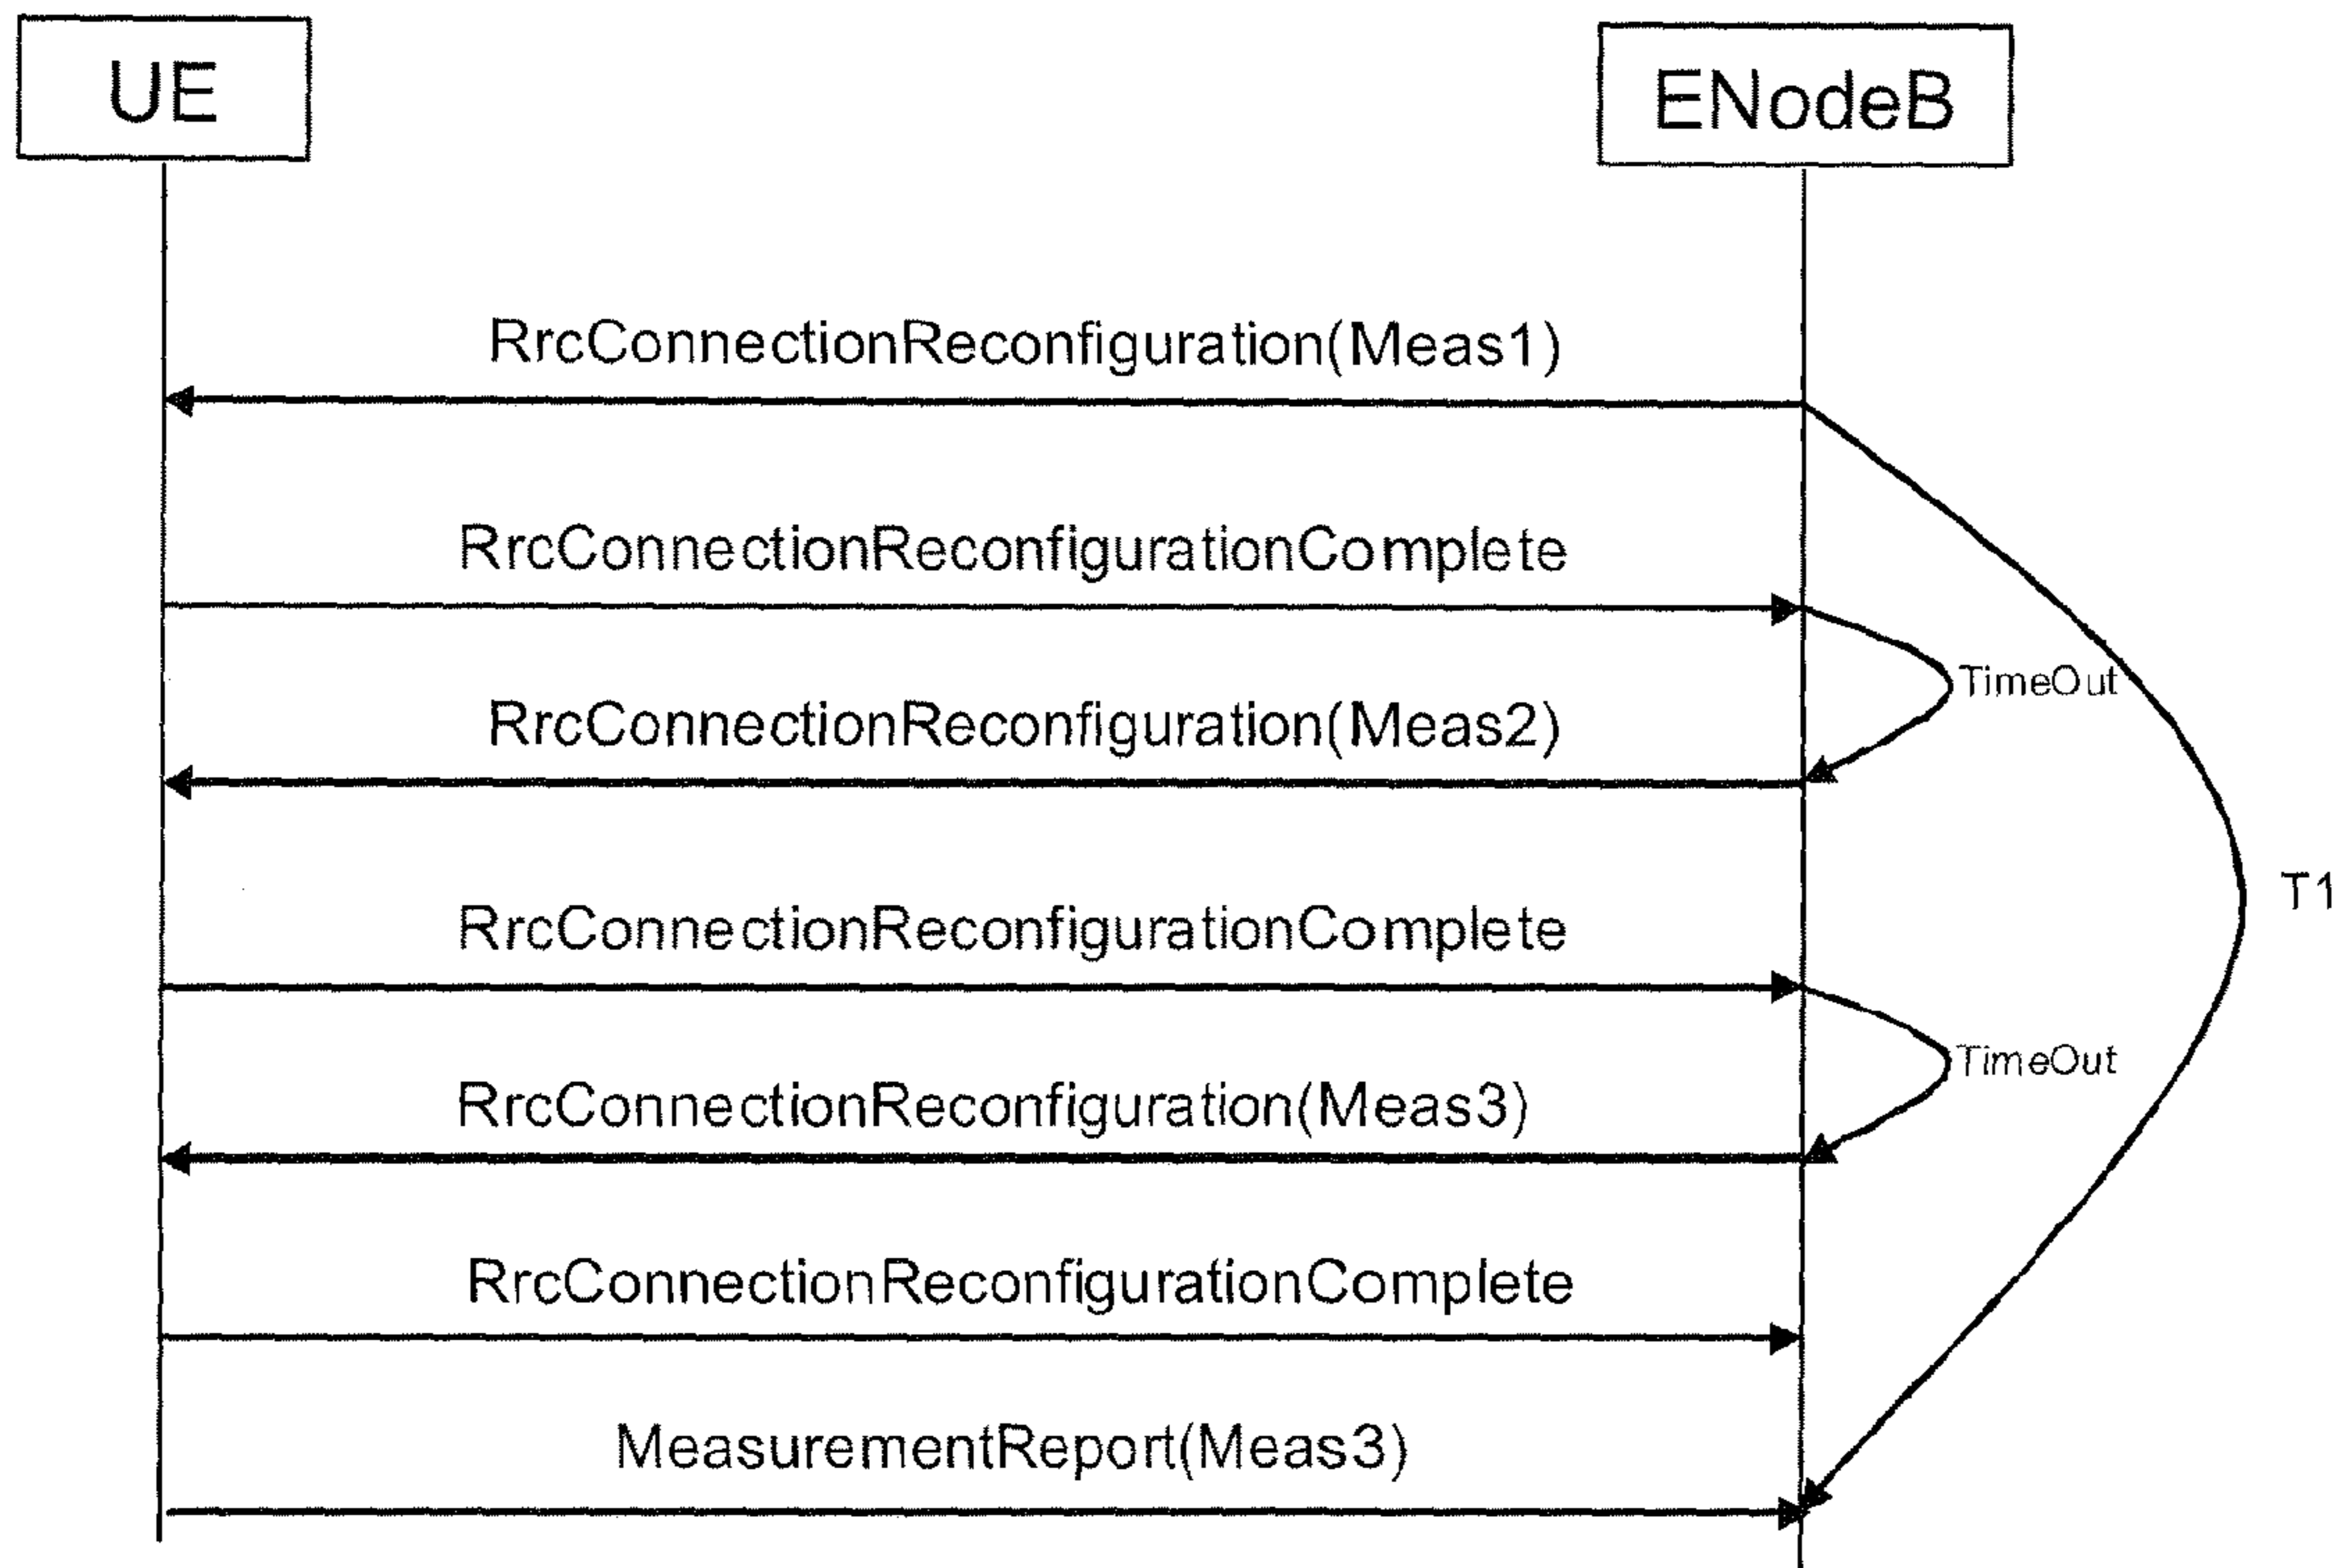 UE
ENodeB
RrcConnectionReconfiguration(Meas1)
RrcConnectionReconfigurationComplete
TimeOut
RrcConnectionReconfiguration(Meas2)
T1
RrcConnectionReconfigurationComplete
TimeOut
RrcConnectionReconfiguration(Meas3)
RrcConnectionReconfigurationComplete
MeasurementReport(Meas3)